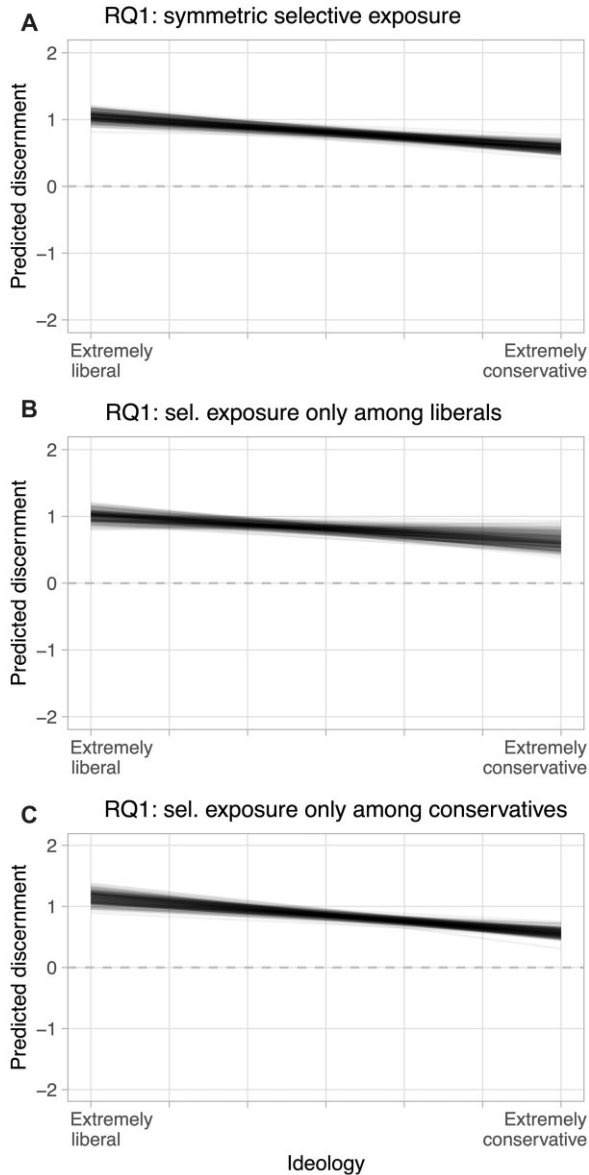 A RQ1: symmetric selective exposure
2
1
0
−1
−2
Predicted discernment
Extremely liberal
Extremely conservative
B RQ1: sel. exposure only among liberals
2
1
0
−1
−2
Predicted discernment
Extremely liberal
Extremely conservative
C RQ1: sel. exposure only among conservatives
2
1
0
−1
−2
Predicted discernment
Extremely liberal
Extremely conservative
Ideology